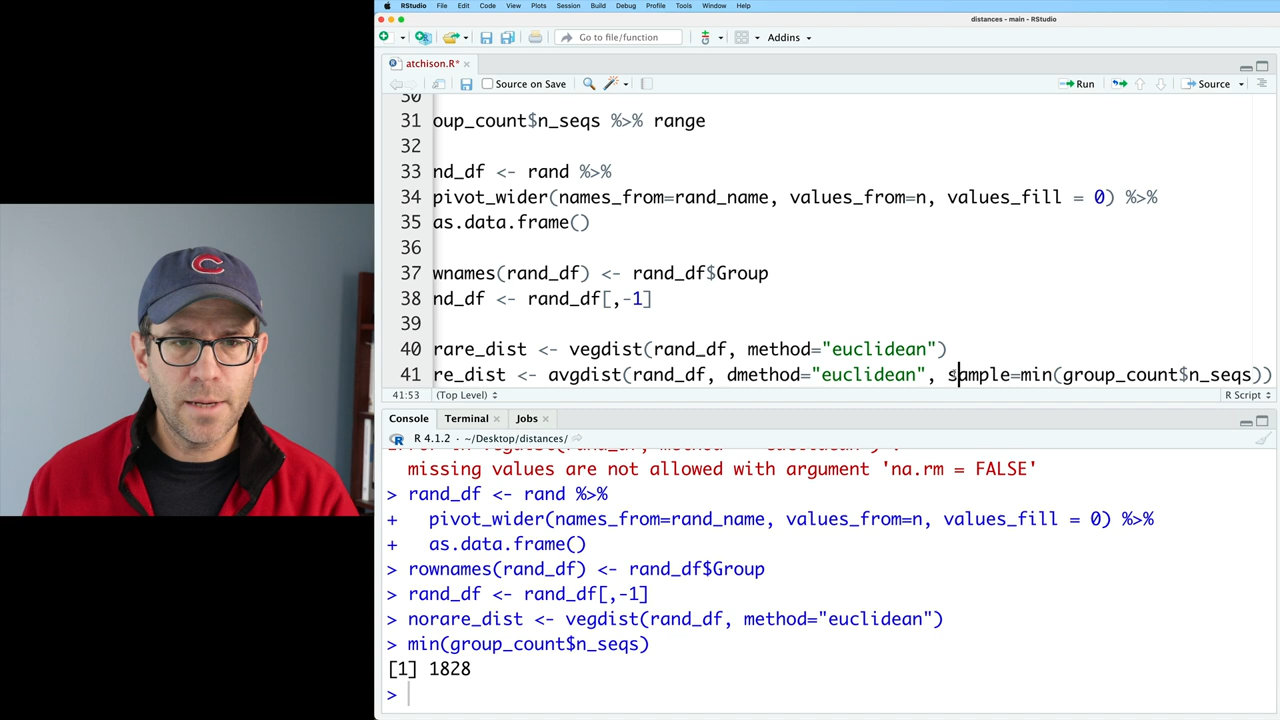 RStudio File Edit Code View Plots Session Build Debug Profile Tools Window Help
distances - main - RStudio
Go to file/function Addins
atchison.R*
Source on Save Run Source
30
31 oup_count$n_seqs %>% range
32
33 nd_df <- rand %>%
34 pivot_wider(names_from=rand_name, values_from=n, values_fill = 0) %>%
35 as.data.frame()
36
37 wnames(rand_df) <- rand_df$Group
38 nd_df <- rand_df[,-1]
39
40 rare_dist <- vegdist(rand_df, method="euclidean")
41 re_dist <- avgdist(rand_df, dmethod="euclidean", sample=min(group_count$n_seqs))
41:53 (Top Level) R Script
Console Terminal Jobs
R 4.1.2 · ~/Desktop/distances/
missing values are not allowed with argument 'na.rm = FALSE'
> rand_df <- rand %>%
+ pivot_wider(names_from=rand_name, values_from=n, values_fill = 0) %>%
+ as.data.frame()
> rownames(rand_df) <- rand_df$Group
> rand_df <- rand_df[,-1]
> norare_dist <- vegdist(rand_df, method="euclidean")
> min(group_count$n_seqs)
[1] 1828
>